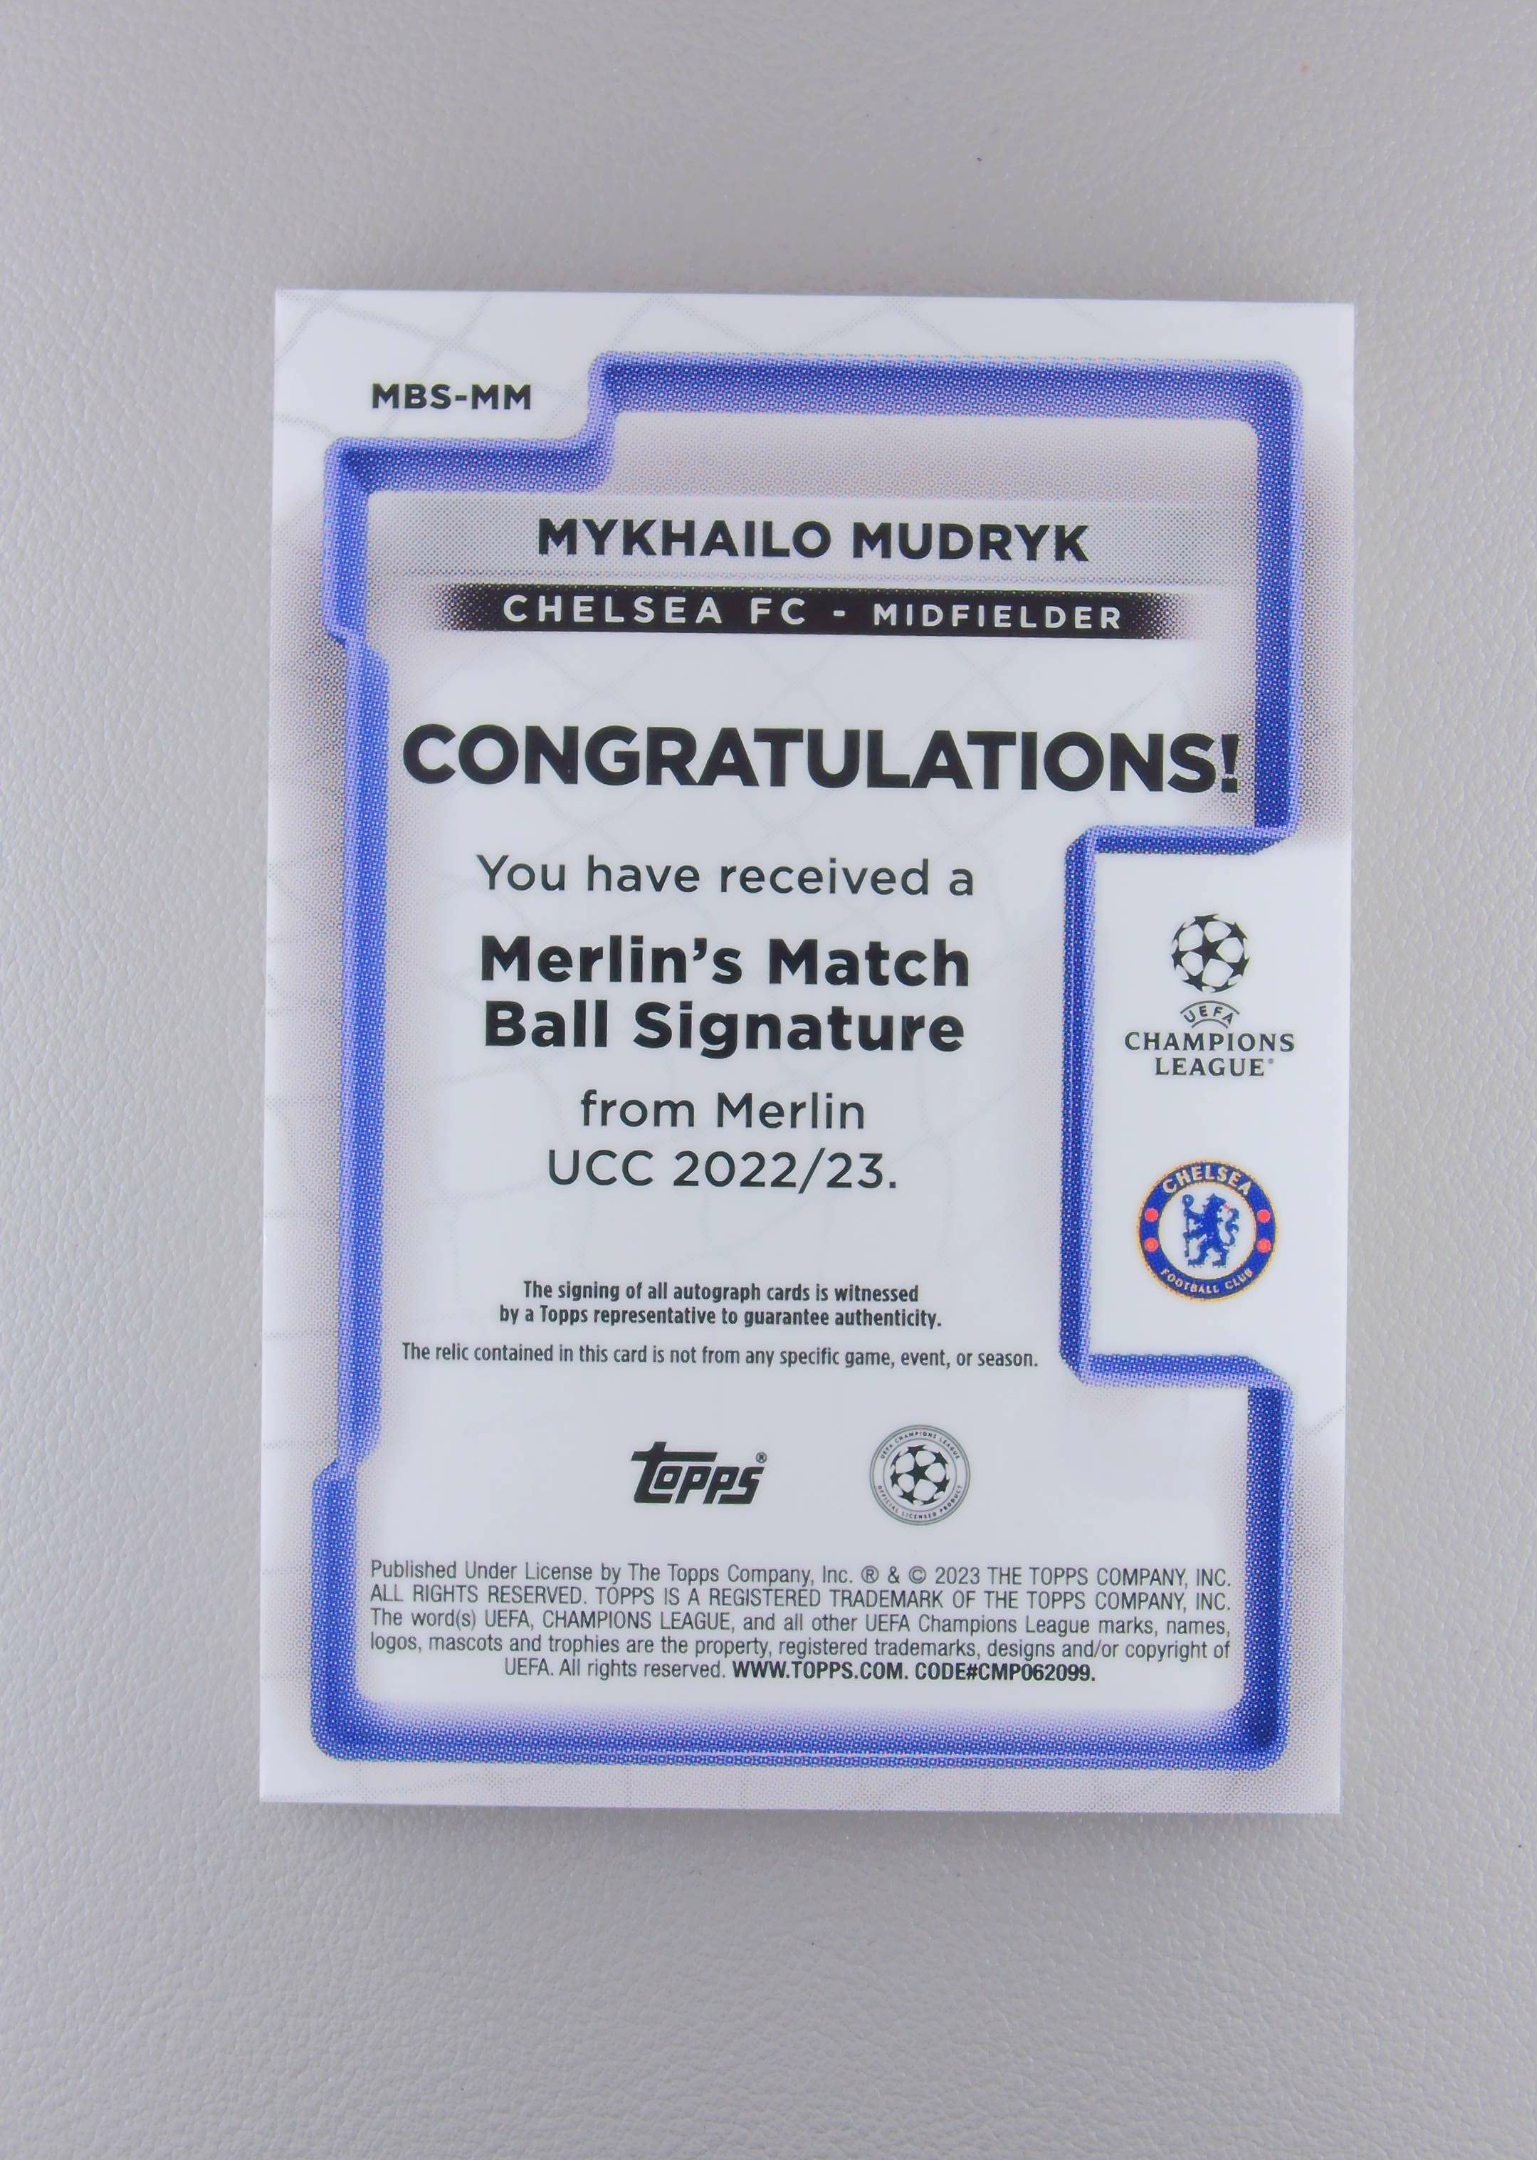 MBS-MM
MYKHAILO MUDRYK
CHELSEA FC - MIDFIELDER
CONGRATULATIONS!
You have received a
Merlin's Match
Ball Signature
from Merlin
UCC 2022/23.
UEFA
CHAMPIONS
LEAGUE®
CHELSEA
FOOTBALL CLUB
The signing of all autograph cards is witnessed
by a Topps representative to guarantee authenticity.
The relic contained in this card is not from any specific game, event, or season.
Topps®
UEFA CHAMPIONS LEAGUE
OFFICIAL LICENSED PRODUCT
Published Under License by The Topps Company, Inc. ® & © 2023 THE TOPPS COMPANY, INC.
ALL RIGHTS RESERVED. TOPPS IS A REGISTERED TRADEMARK OF THE TOPPS COMPANY, INC.
The word(s) UEFA, CHAMPIONS LEAGUE, and all other UEFA Champions League marks, names,
logos, mascots and trophies are the property, registered trademarks, designs and/or copyright of
UEFA. All rights reserved. WWW.TOPPS.COM. CODE#CMP062099.